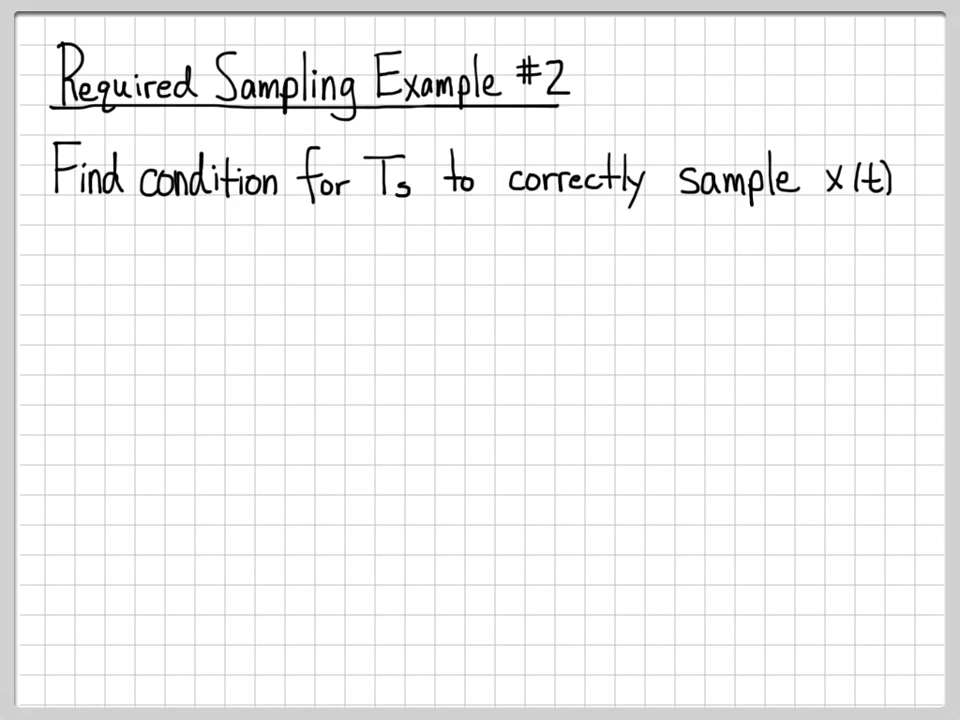 Required Sampling Example #2
Find condition for Ts to correctly sample x(t)